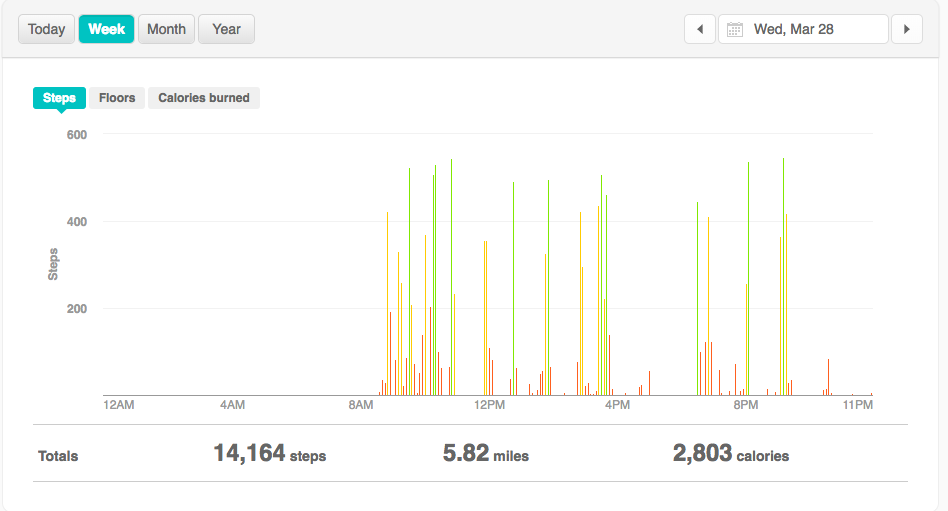 Today Week Month Year Wed, Mar 28
Steps Floors Calories burned
600
400
Steps
200
12AM 4AM 8AM 12PM 4PM 8PM 11PM
Totals 14,164 steps 5.82 miles 2,803 calories